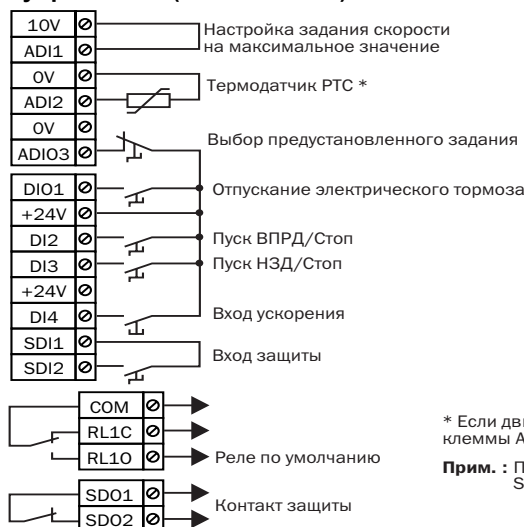 10V
ADI1
Настройка задания скорости
на максимальное значение
0V
ADI2
Термодатчик PTC *
0V
ADIO3
Выбор предустановленного задания
DIO1
Отпускание электрического тормоза
+24V
DI2
Пуск ВПРД/Стоп
DI3
Пуск НЗД/Стоп
+24V
DI4
Вход ускорения
SDI1
SDI2
Вход защиты
COM
RL1C
RL1O
Реле по умолчанию
SDO1
SDO2
Контакт защиты
* Если
клеммы
Прим. :